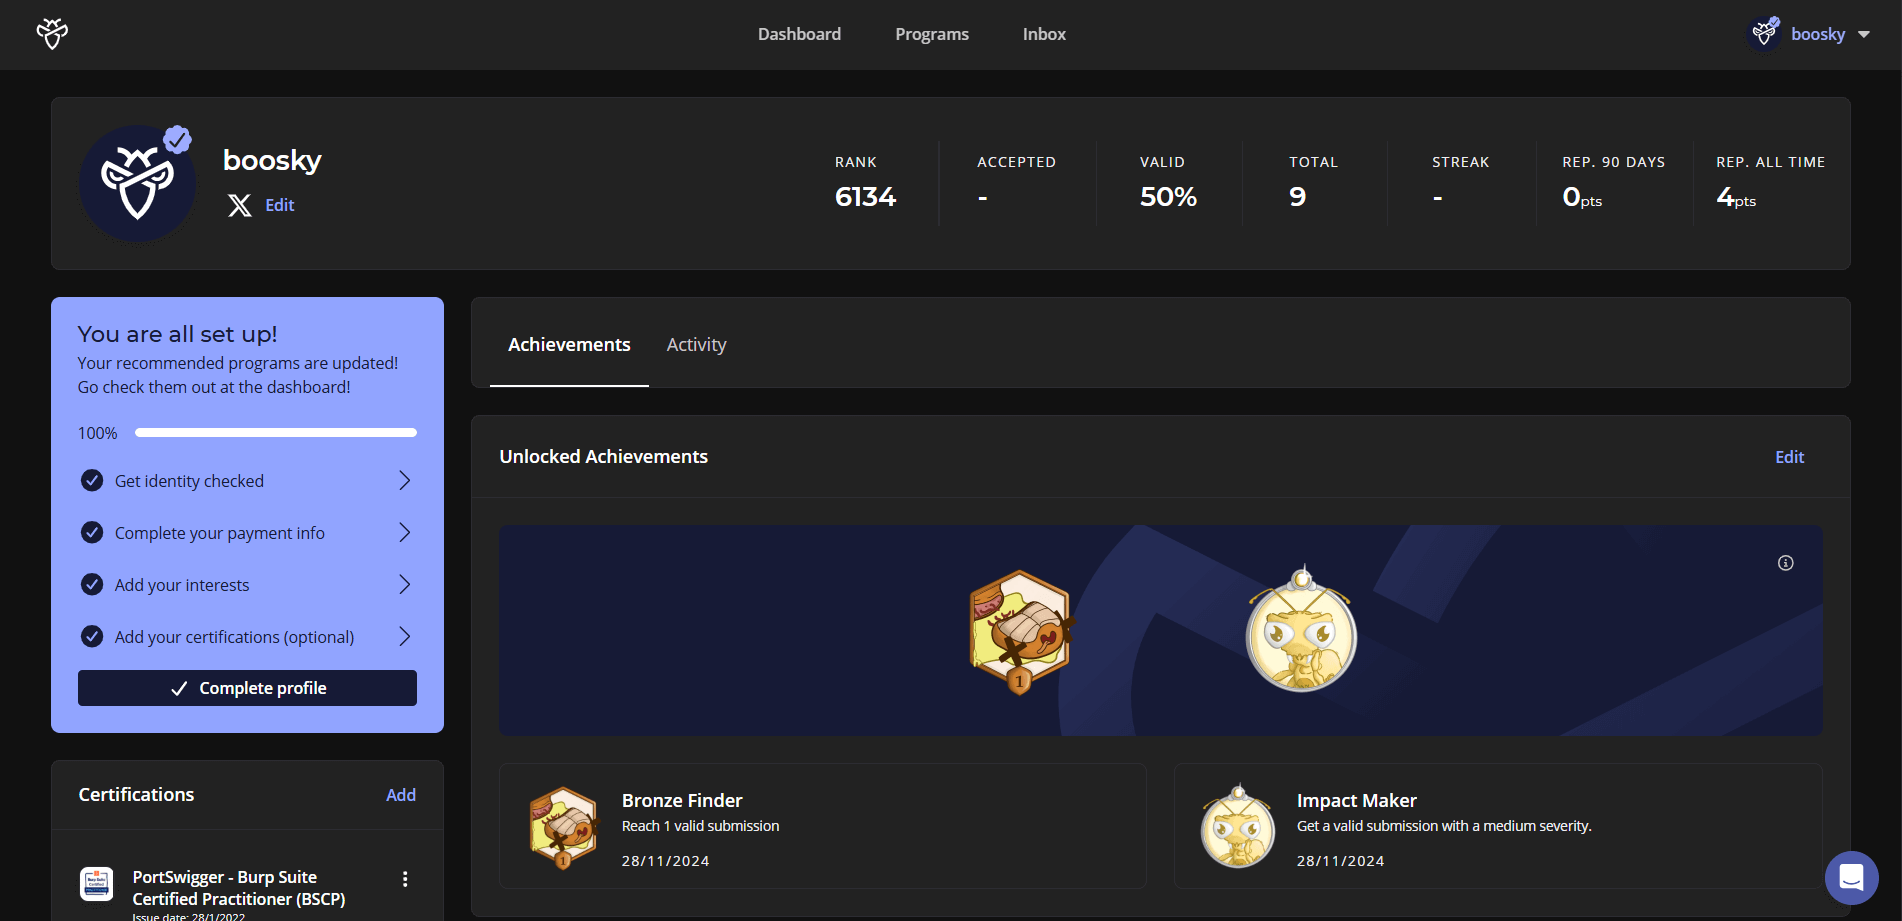 Dashboard
Programs
Inbox
boosky
boosky
Edit
RANK
6134
ACCEPTED
-
VALID
50%
TOTAL
9
STREAK
-
REP. 90 DAYS
0pts
REP. ALL TIME
4pts
You are all set up!
Your recommended programs are updated!
Go check them out at the dashboard!
100%
Get identity checked
Complete your payment info
Add your interests
Add your certifications (optional)
Complete profile
Certifications
Add
PortSwigger - Burp Suite
Certified Practitioner (BSCP)
Issue date: 28/1/2022
Achievements
Activity
Unlocked Achievements
Edit
1
Bronze Finder
Reach 1 valid submission
28/11/2024
1
Impact Maker
Get a valid submission with a medium severity.
28/11/2024